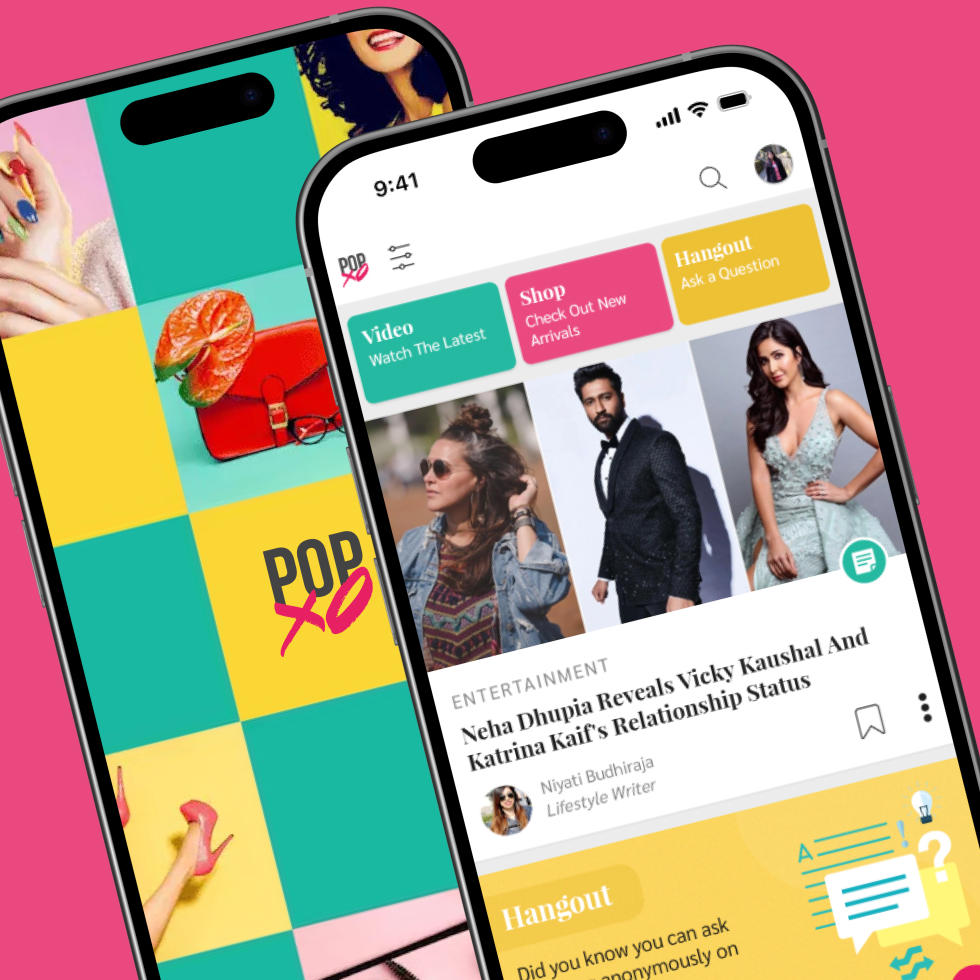 9:41
POP
XO
Video
Watch The Latest
Shop
Check Out New
Arrivals
Hangout
Ask a Question
POP
XO
ENTERTAINMENT
Neha Dhupia Reveals Vicky Kaushal And
Katrina Kaif's Relationship Status
Niyati Budhiraja
Lifestyle Writer
Hangout
A
!
?
Did you know you can ask
anonymously on